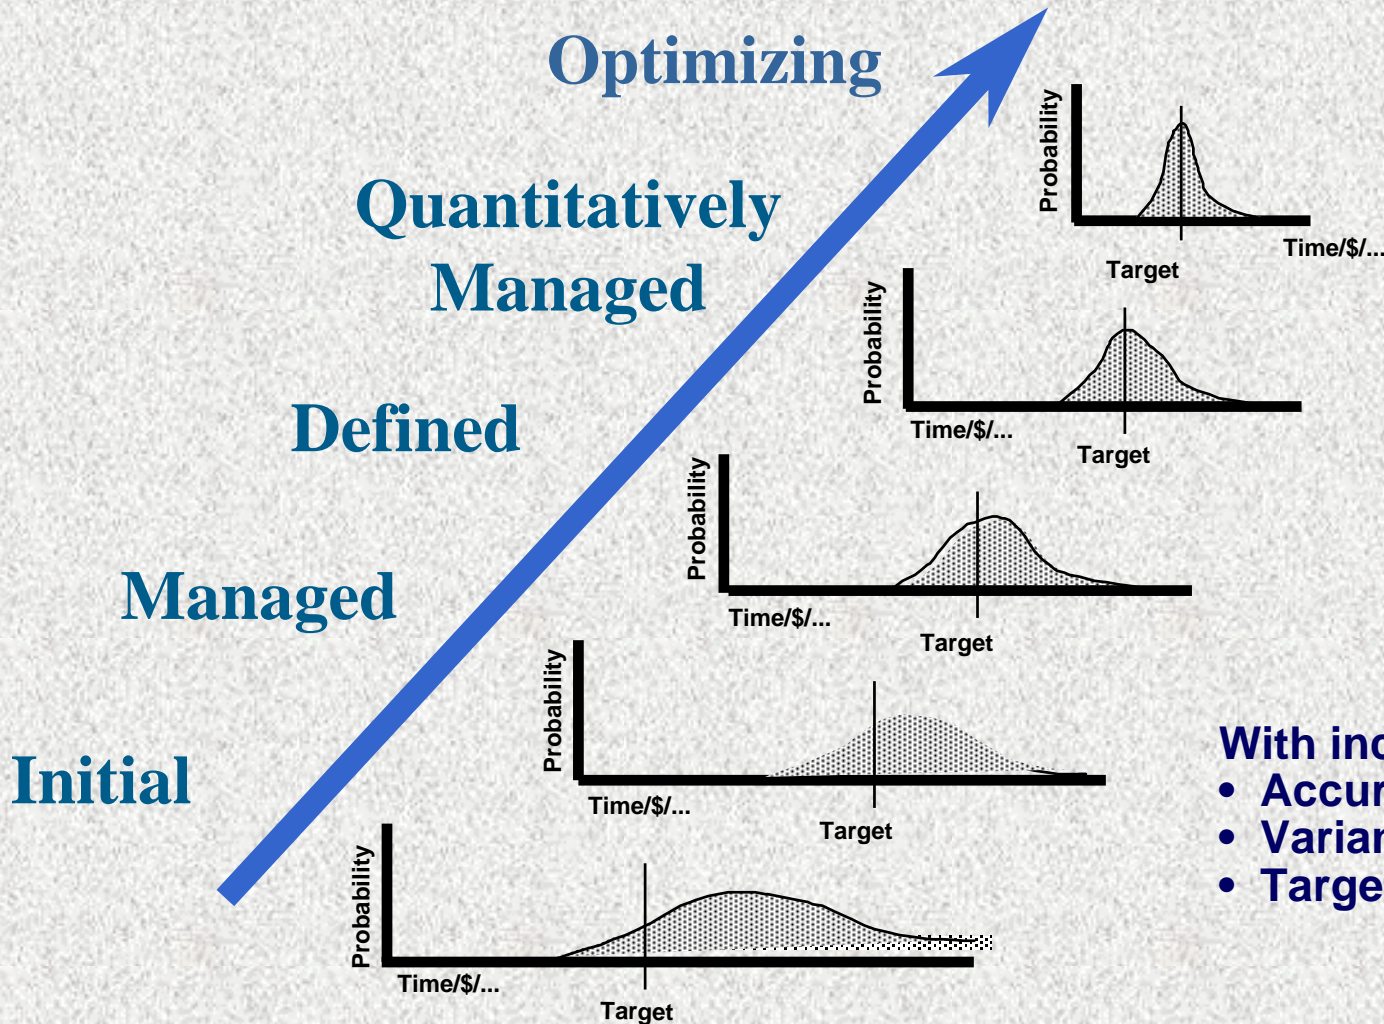 Optimizing
Probability
Time/$/...
Target
Quantitatively
Managed
Probability
Time/$/...
Target
Defined
Probability
Time/$/...
Target
Managed
Probability
Time/$/...
Target
Initial
With
•
•
•
Probability
Time/$/...
Target